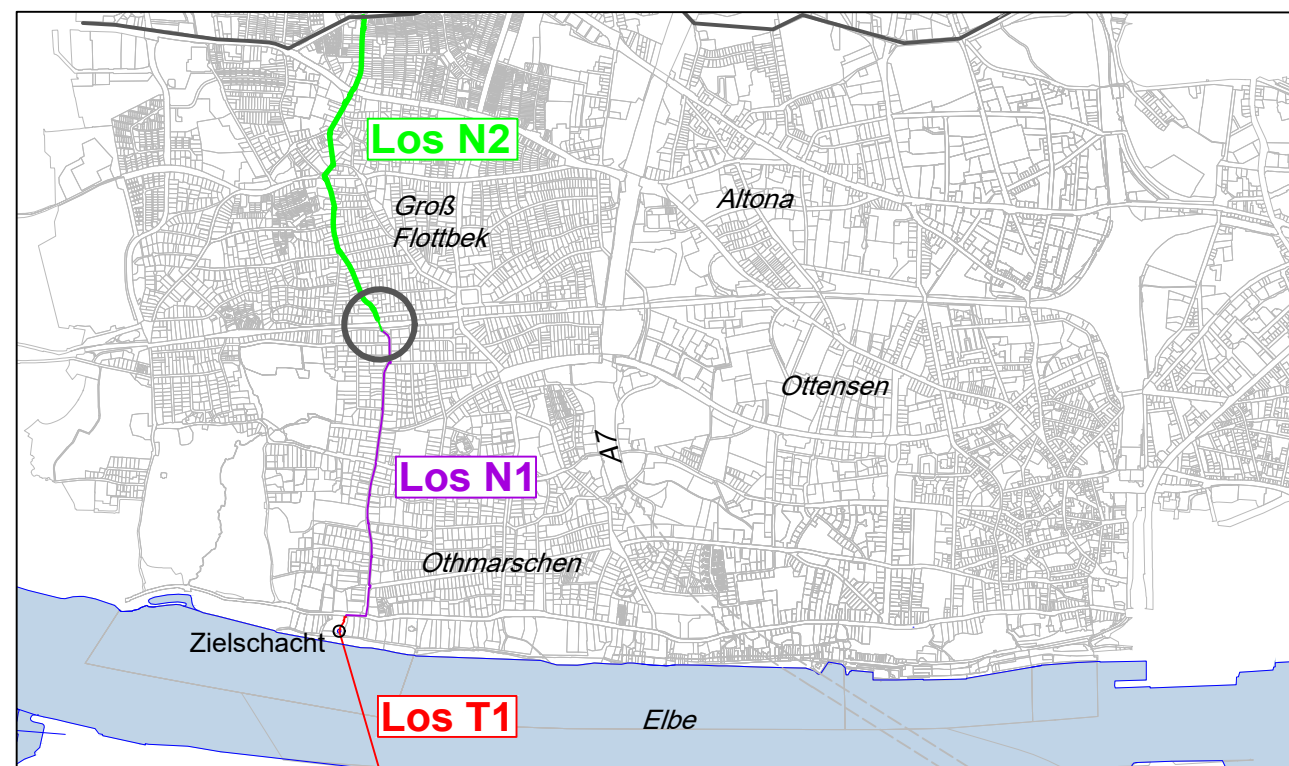 Los N2
Groß
Flottbek
Altona
Ottensen
A7
Los N1
Othmarschen
Zielschacht
Los T1
Elbe